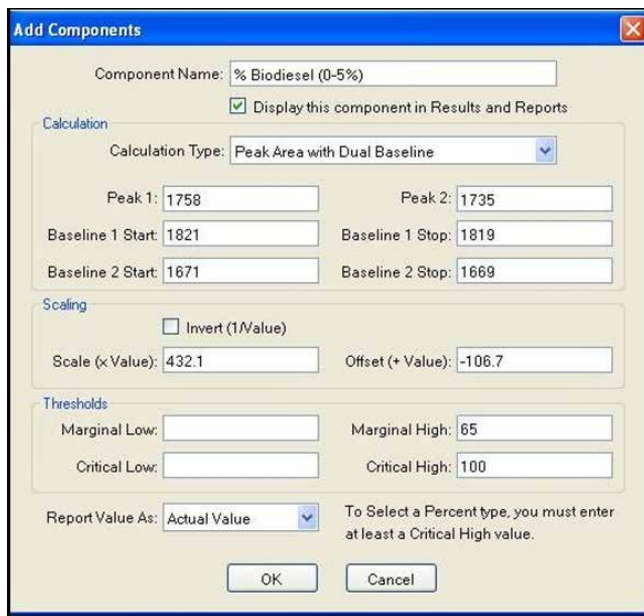 Add Components
Component Name: % Biodiesel (0-5%)
Display this component in Results and Reports
Calculation
Calculation Type: Peak Area with Dual Baseline
Peak 1: 1758 Peak 2: 1735
Baseline 1 Start: 1821 Baseline 1 Stop: 1819
Baseline 2 Start: 1671 Baseline 2 Stop: 1669
Scaling
Invert (1/Value)
Scale (x Value): 432.1 Offset (+ Value): -106.7
Thresholds
Marginal Low: Marginal High: 65
Critical Low: Critical High: 100
Report Value As: Actual Value
To Select a Percent type, you must enter
at least a Critical High value.
OK Cancel